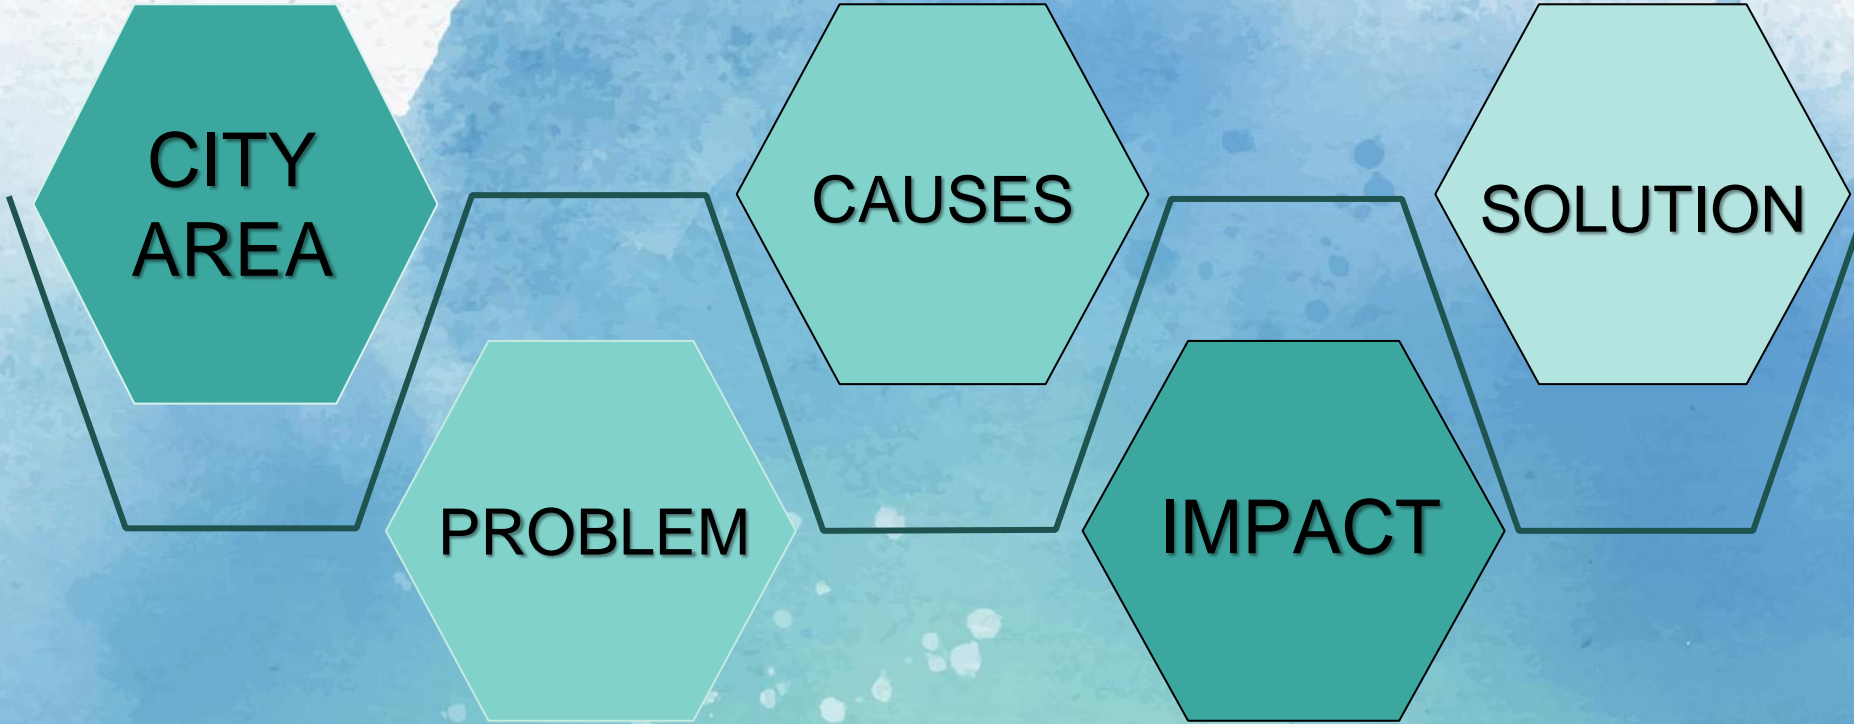 CITY
AREA
PROBLEM
CAUSES
IMPACT
SOLUTION